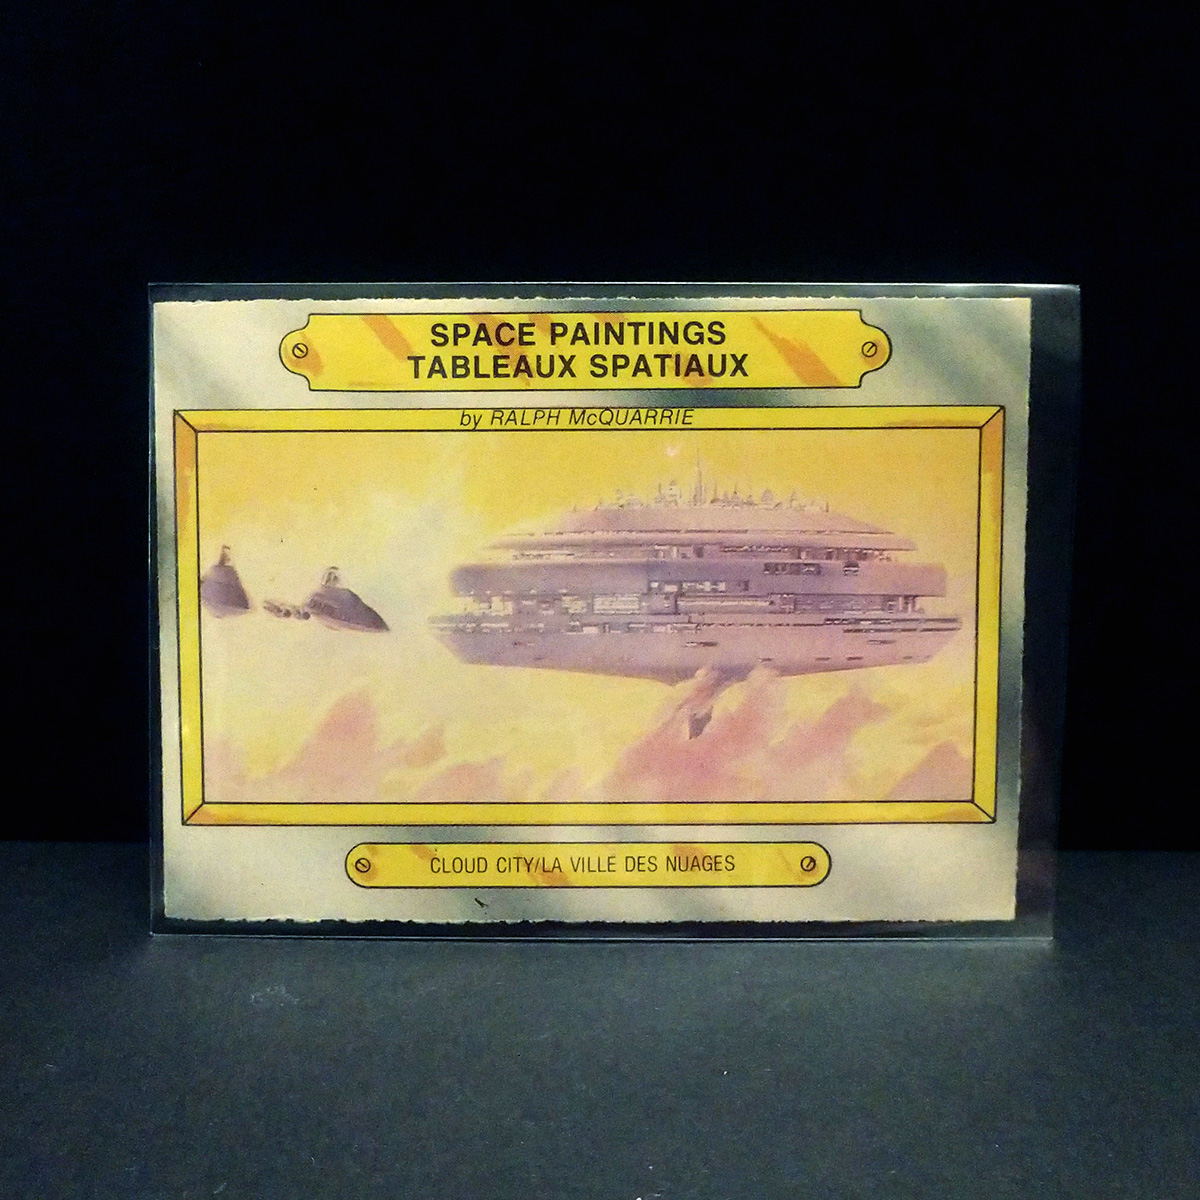 SPACE PAINTINGS
TABLEAUX SPATIAUX
by RALPH McQUARRIE
CLOUD CITY/LA VILLE DES NUAGES